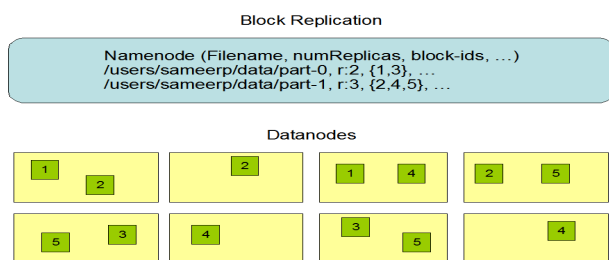 Block Replication
Namenode (Filename, numReplicas, block-ids, ...)
/users/sameerp/data/part-0, r:2, {1,3}, ...
/users/sameerp/data/part-1, r:3, {2,4,5}, ...
Datanodes
1 2 2 1 4 2 5
5 3 4 3 5 4